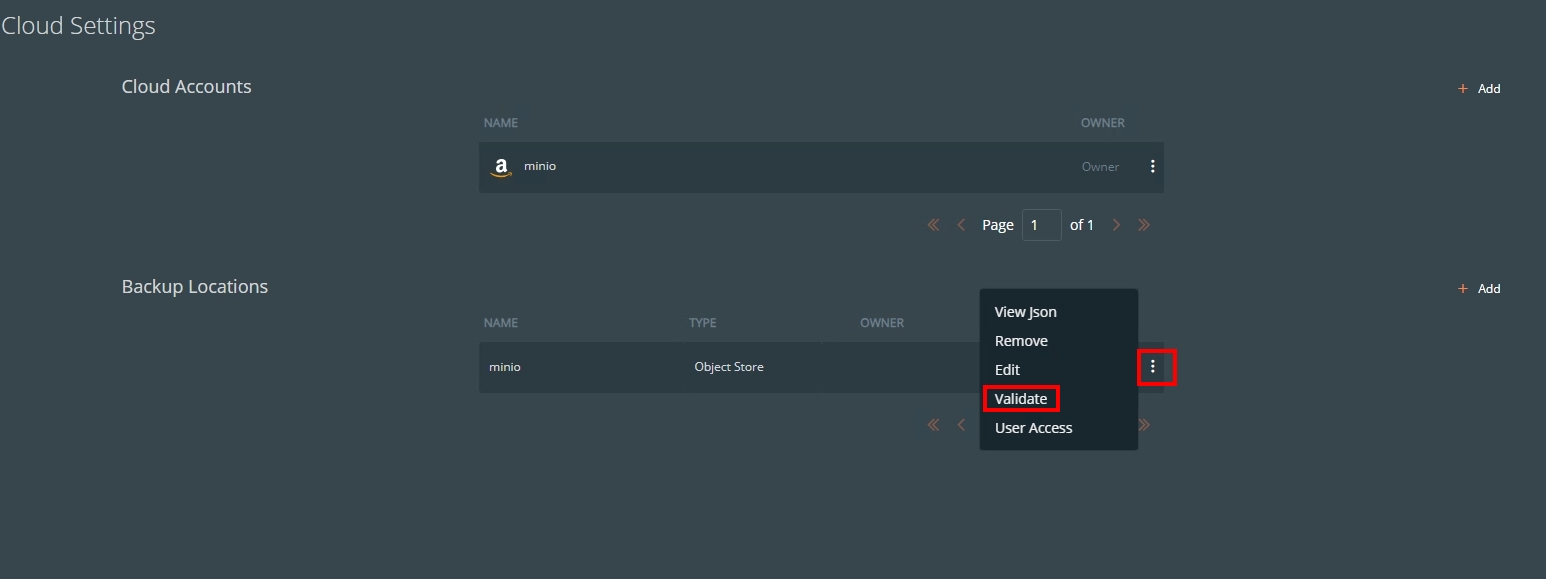 Cloud Settings
Cloud Accounts
+ Add
NAME OWNER
a minio Owner
« < Page 1 of 1 > »
Backup Locations
+ Add
NAME TYPE OWNER
minio Object Store
View Json
Remove
Edit
Validate
User Access
« < »